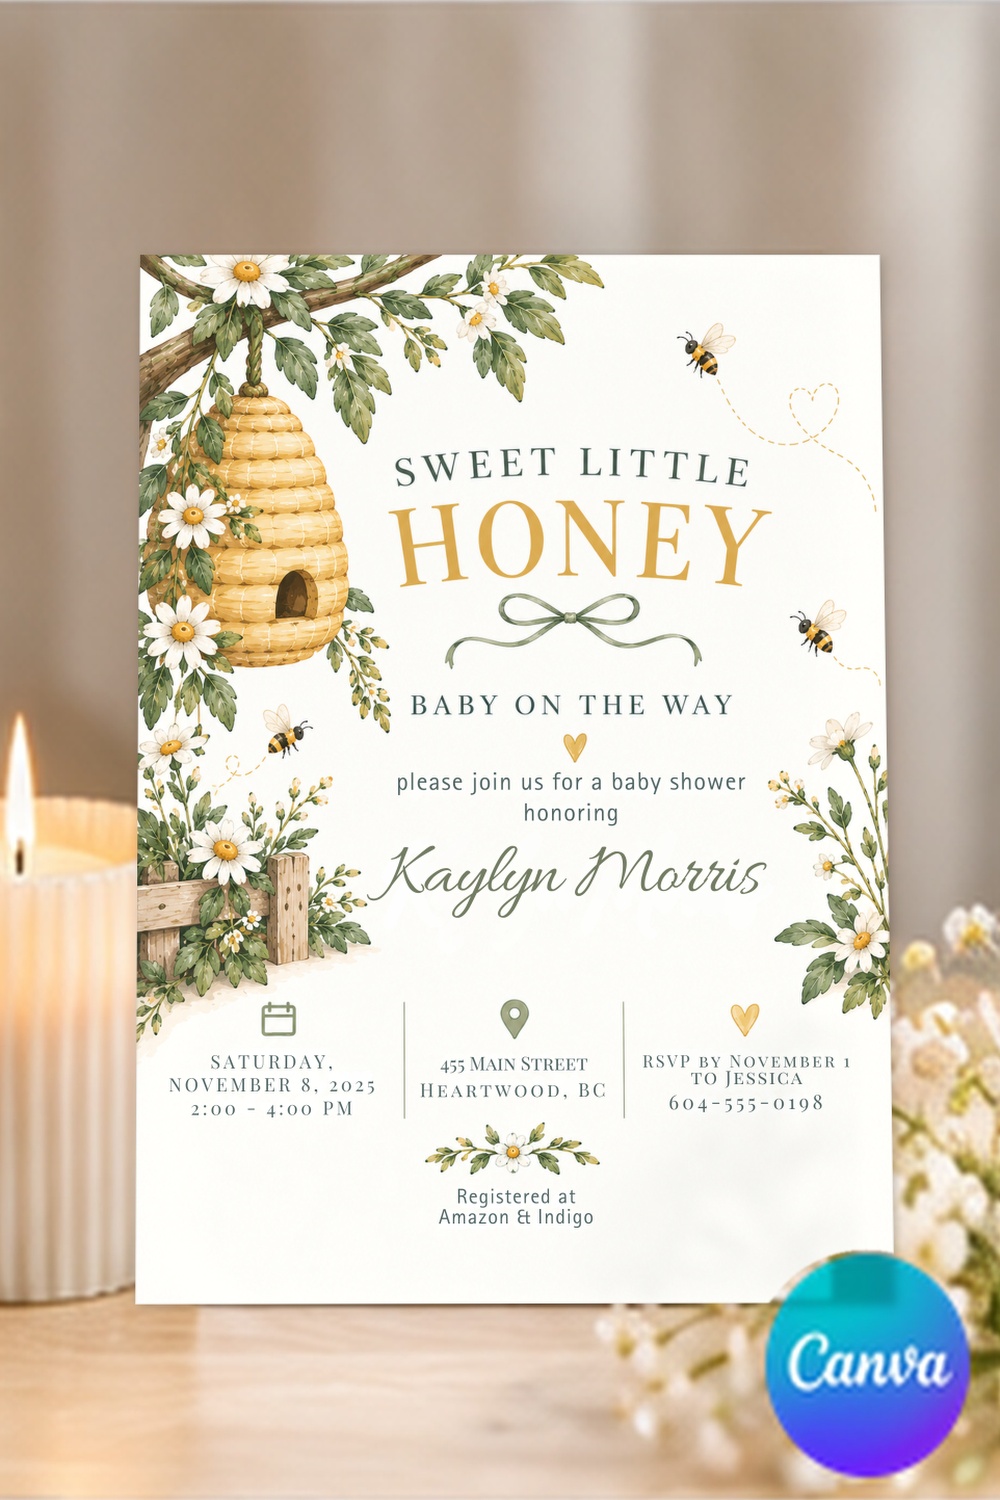 SWEET LITTLE
HONEY
BABY ON THE WAY
please join us for a baby shower
honoring
Kaylyn Morris
SATURDAY,
NOVEMBER 8, 2025
2:00 - 4:00 PM
455 MAIN STREET
HEARTWOOD, BC
RSVP BY NOVEMBER 1
TO JESSICA
604-555-0198
Registered at
Amazon & Indigo
Canva